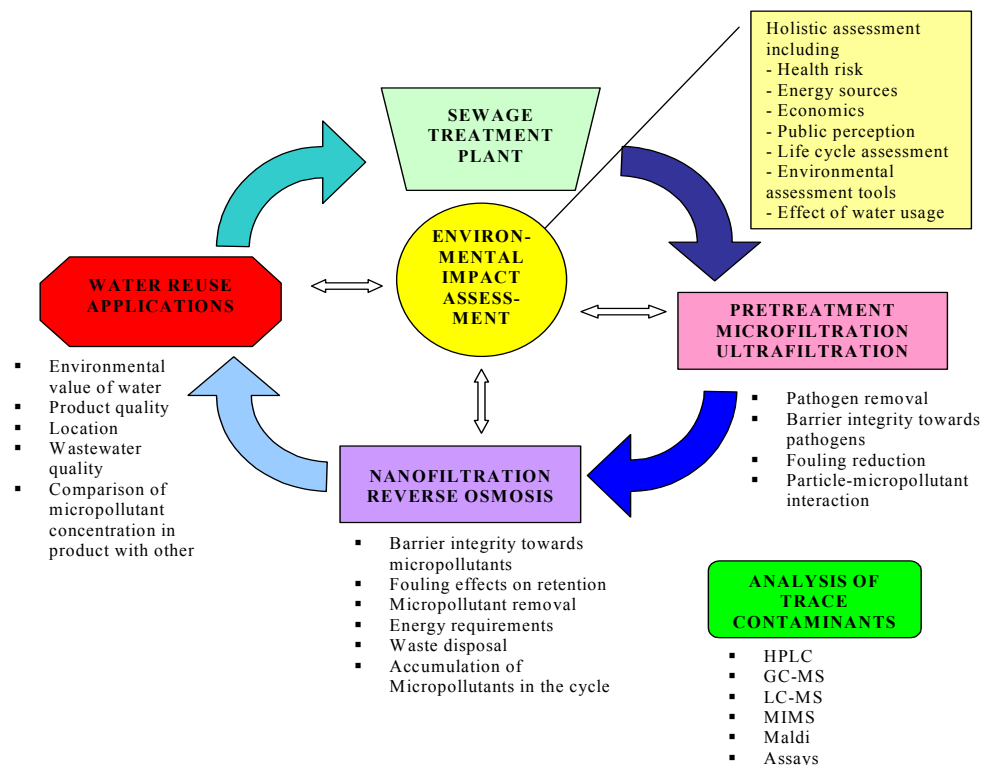 Holistic assessment
including
- Health risk
- Energy sources
- Economics
- Public perception
- Life cycle assessment
- Environmental
assessment tools
- Effect of water usage
SEWAGE
TREATMENT
PLANT
ENVIRON-
MENTAL
IMPACT
ASSESS-
MENT
WATER REUSE
APPLICATIONS
▪ Environmental
value of water
▪ Product quality
▪ Location
▪ Wastewater
quality
▪ Comparison of
micropollutant
concentration in
product with other
PRETREATMENT
MICROFILTRATION
ULTRAFILTRATION
▪ Pathogen removal
▪ Barrier integrity towards
pathogens
▪ Fouling reduction
▪ Particle-micropollutant
interaction
NANOFILTRATION
REVERSE OSMOSIS
▪ Barrier integrity towards
micropollutants
▪ Fouling effects on retention
▪ Micropollutant removal
▪ Energy requirements
▪ Waste disposal
▪ Accumulation of
Micropollutants in the cycle
ANALYSIS OF
TRACE
CONTAMINANTS
▪ HPLC
▪ GC-MS
▪ LC-MS
▪ MIMS
▪ Maldi
▪ Assays